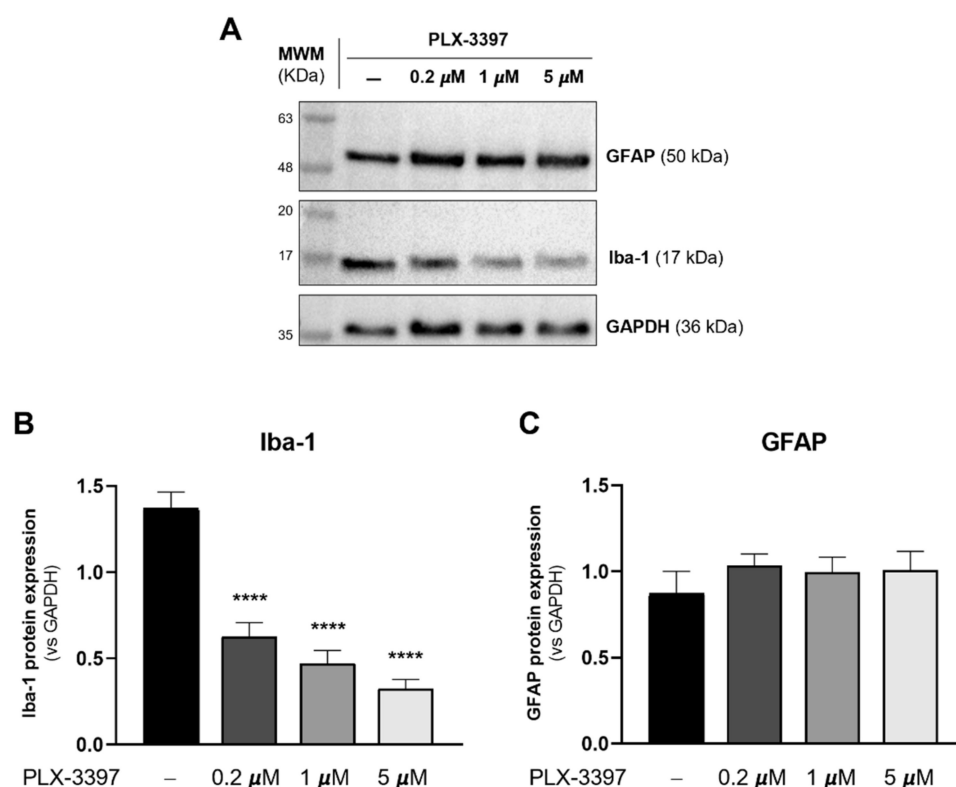 A
MWM
(KDa)
PLX-3397
– 0.2 µM 1 µM 5 µM
63
48
GFAP (50 kDa)
20
17
Iba-1 (17 kDa)
35
GAPDH (36 kDa)
B
Iba-1
Iba-1 protein expression
(vs GAPDH)
1.5
1.0
0.5
0.0
****
****
****
PLX-3397 – 0.2 µM 1 µM 5 µM
C
GFAP
GFAP protein expression
(vs GAPDH)
1.5
1.0
0.5
0.0
PLX-3397 – 0.2 µM 1 µM 5 µM